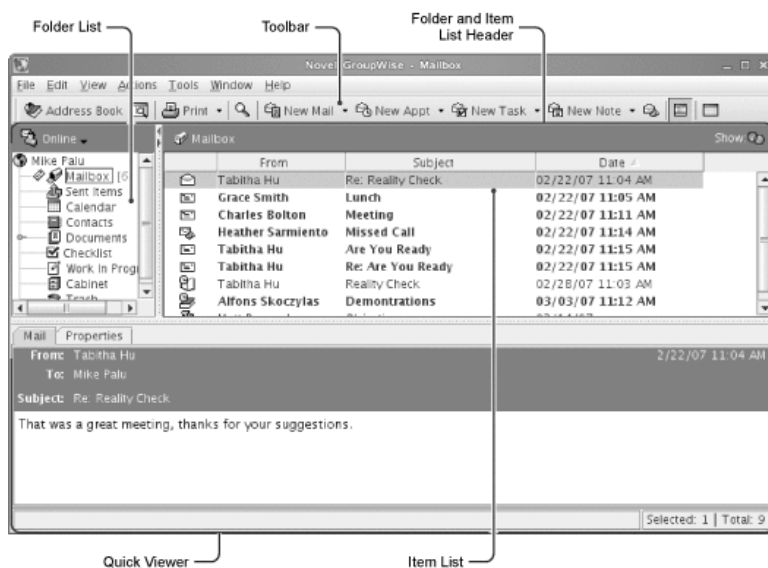 Folder List
Toolbar
Folder and Item
List Header
Novell GroupWise - Mailbox
File Edit View Actions Tools Window Help
Address Book Print New Mail New Appt New Task New Note
Online
Mailbox
Show:
Mike Palu
Mailbox [6
Sent Items
Calendar
Contacts
Documents
Checklist
Work In Progr
Cabinet
Trash
From Subject Date
Tabitha Hu Re: Reality Check 02/22/07 11:04 AM
Grace Smith Lunch 02/22/07 11:05 AM
Charles Bolton Meeting 02/22/07 11:11 AM
Heather Sarmiento Missed Call 02/22/07 11:14 AM
Tabitha Hu Are You Ready 02/22/07 11:15 AM
Tabitha Hu Re: Are You Ready 02/22/07 11:15 AM
Tabitha Hu Reality Check 02/28/07 11:03 AM
Alfons Skoczylas Demontrations 03/03/07 11:12 AM
Mail Properties
From: Tabitha Hu 2/22/07 11:04 AM
To: Mike Palu
Subject: Re: Reality Check
That was a great meeting, thanks for your suggestions.
Selected: 1 Total: 9
Quick Viewer
Item List